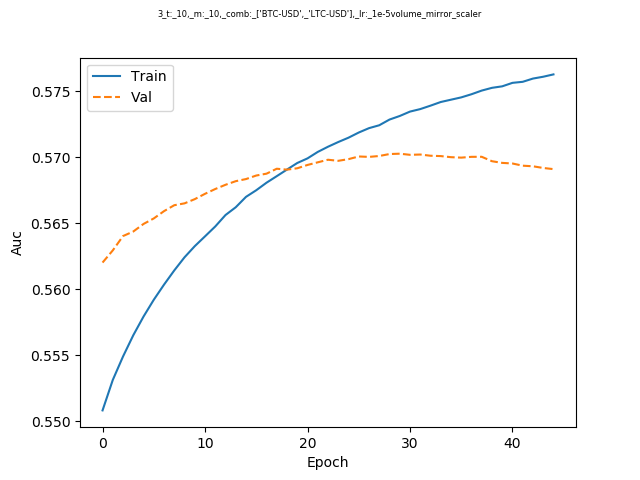 3_t:_10,_m:_10,_comb:_['BTC-USD',_'LTC-USD'],_lr:_1e-5volume_mirror_scaler
Train
Val
0.575
0.570
0.565
0.560
0.555
0.550
Auc
0
10
20
30
40
Epoch